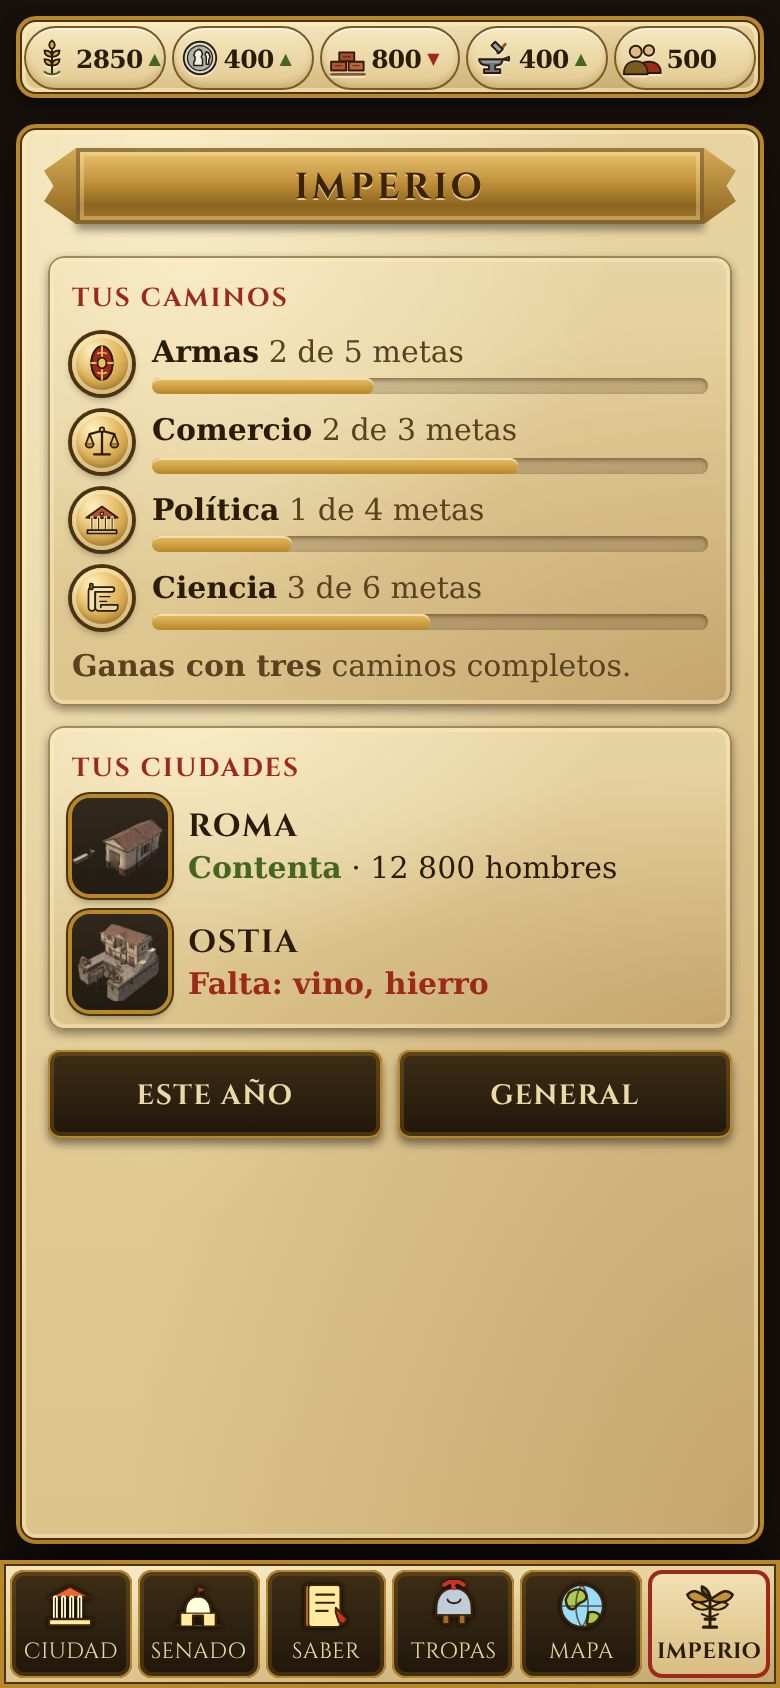 2850 ▲ 400 ▲ 800 ▼ 400 ▲ 500
IMPERIO
TUS CAMINOS
Armas 2 de 5 metas
Comercio 2 de 3 metas
Política 1 de 4 metas
Ciencia 3 de 6 metas
Ganas con tres caminos completos.
TUS CIUDADES
ROMA
Contenta · 12 800 hombres
OSTIA
Falta: vino, hierro
ESTE AÑO GENERAL
CIUDAD SENADO SABER TROPAS MAPA IMPERIO